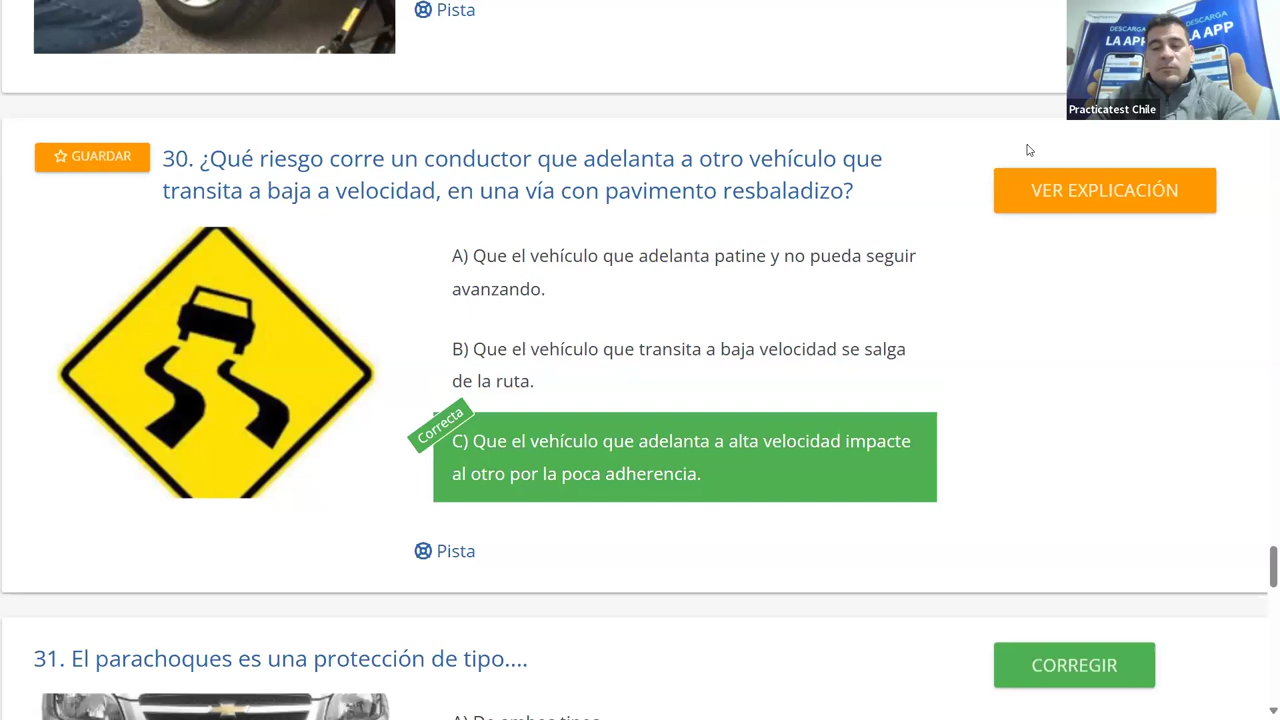 Pista
DESCARGA
LA APP
DESCARGA
LA APP
Practicatest Chile
GUARDAR
30. ¿Qué riesgo corre un conductor que adelanta a otro vehículo que
transita a baja a velocidad, en una vía con pavimento resbaladizo?
VER EXPLICACIÓN
A) Que el vehículo que adelanta patine y no pueda seguir
avanzando.
B) Que el vehículo que transita a baja velocidad se salga
de la ruta.
Correcta
C) Que el vehículo que adelanta a alta velocidad impacte
al otro por la poca adherencia.
Pista
31. El parachoques es una protección de tipo....
CORREGIR
A) De ambos tipos